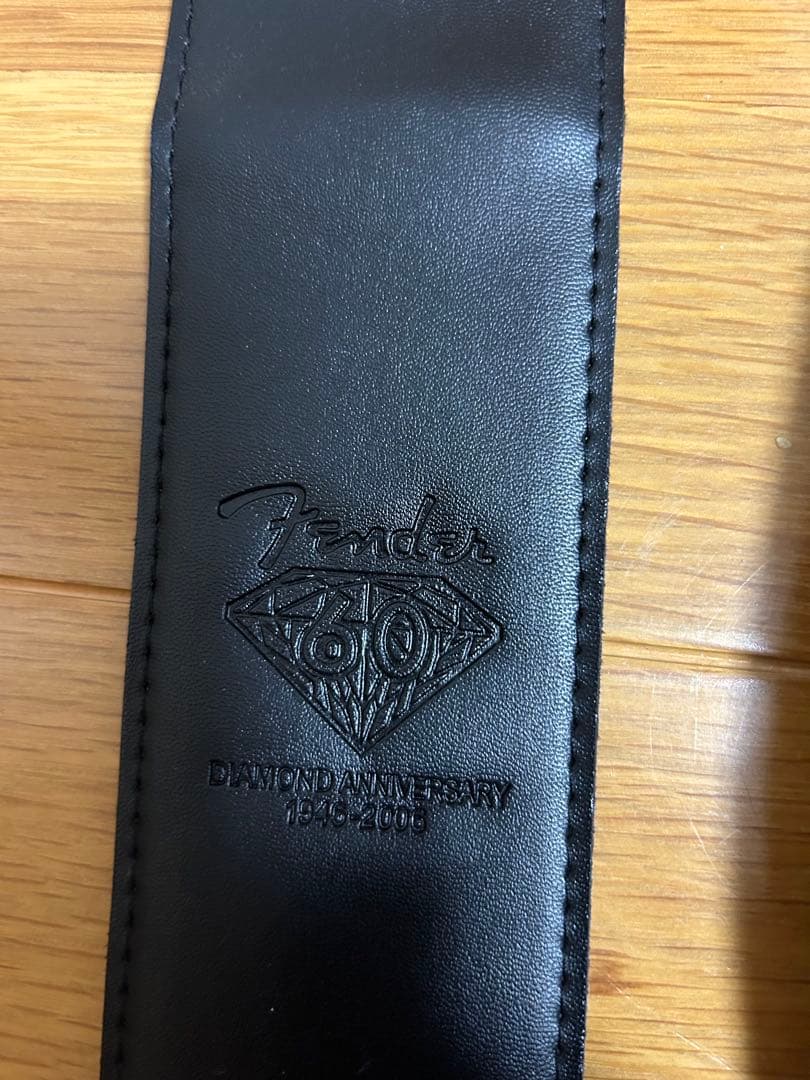 Fender
60
DIAMOND ANNIVERSARY
1946-2006